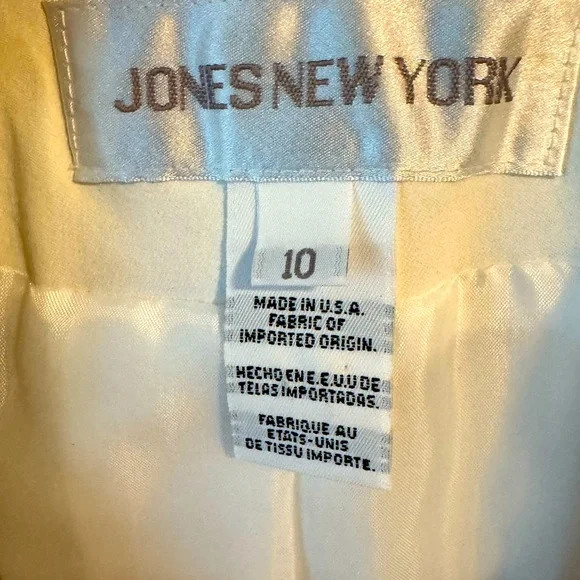 JONES NEW YORK
10
MADE IN U.S.A.
FABRIC OF
IMPORTED ORIGIN.
HECHO EN E.E.U.U DE
TELAS IMPORTADAS.
FABRIQUE AU
ETATS-UNIS
DE TISSU IMPORTE.